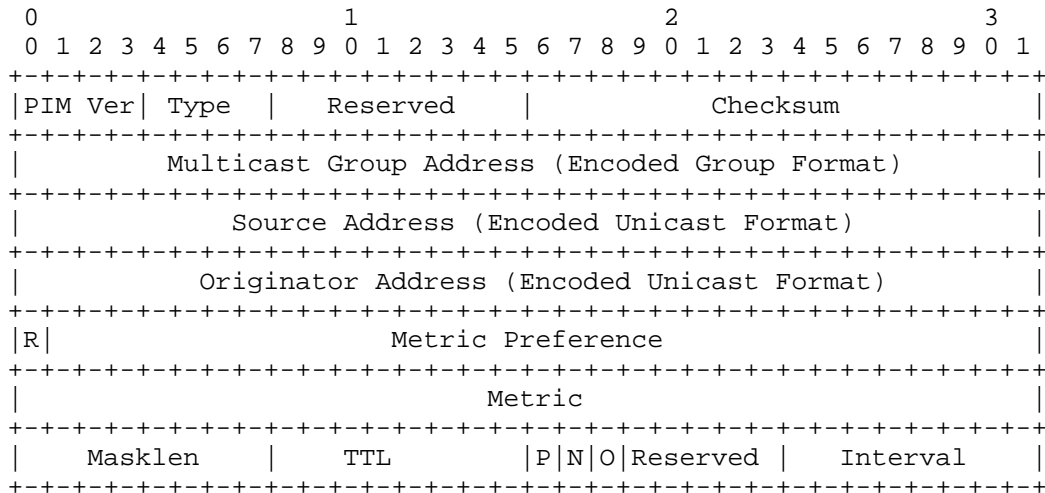 0                   1                   2                   3
 0 1 2 3 4 5 6 7 8 9 0 1 2 3 4 5 6 7 8 9 0 1 2 3 4 5 6 7 8 9 0 1
+-+-+-+-+-+-+-+-+-+-+-+-+-+-+-+-+-+-+-+-+-+-+-+-+-+-+-+-+-+-+-+-+
|PIM Ver| Type  |   Reserved    |           Checksum            |
+-+-+-+-+-+-+-+-+-+-+-+-+-+-+-+-+-+-+-+-+-+-+-+-+-+-+-+-+-+-+-+-+
|         Multicast Group Address (Encoded Group Format)        |
+-+-+-+-+-+-+-+-+-+-+-+-+-+-+-+-+-+-+-+-+-+-+-+-+-+-+-+-+-+-+-+-+
|             Source Address (Encoded Unicast Format)           |
+-+-+-+-+-+-+-+-+-+-+-+-+-+-+-+-+-+-+-+-+-+-+-+-+-+-+-+-+-+-+-+-+
|           Originator Address (Encoded Unicast Format)         |
+-+-+-+-+-+-+-+-+-+-+-+-+-+-+-+-+-+-+-+-+-+-+-+-+-+-+-+-+-+-+-+-+
|R|                     Metric Preference                       |
+-+-+-+-+-+-+-+-+-+-+-+-+-+-+-+-+-+-+-+-+-+-+-+-+-+-+-+-+-+-+-+-+
|                             Metric                            |
+-+-+-+-+-+-+-+-+-+-+-+-+-+-+-+-+-+-+-+-+-+-+-+-+-+-+-+-+-+-+-+-+
|    Masklen    |    TTL        |P|N|O|Reserved |   Interval    |
+-+-+-+-+-+-+-+-+-+-+-+-+-+-+-+-+-+-+-+-+-+-+-+-+-+-+-+-+-+-+-+-+